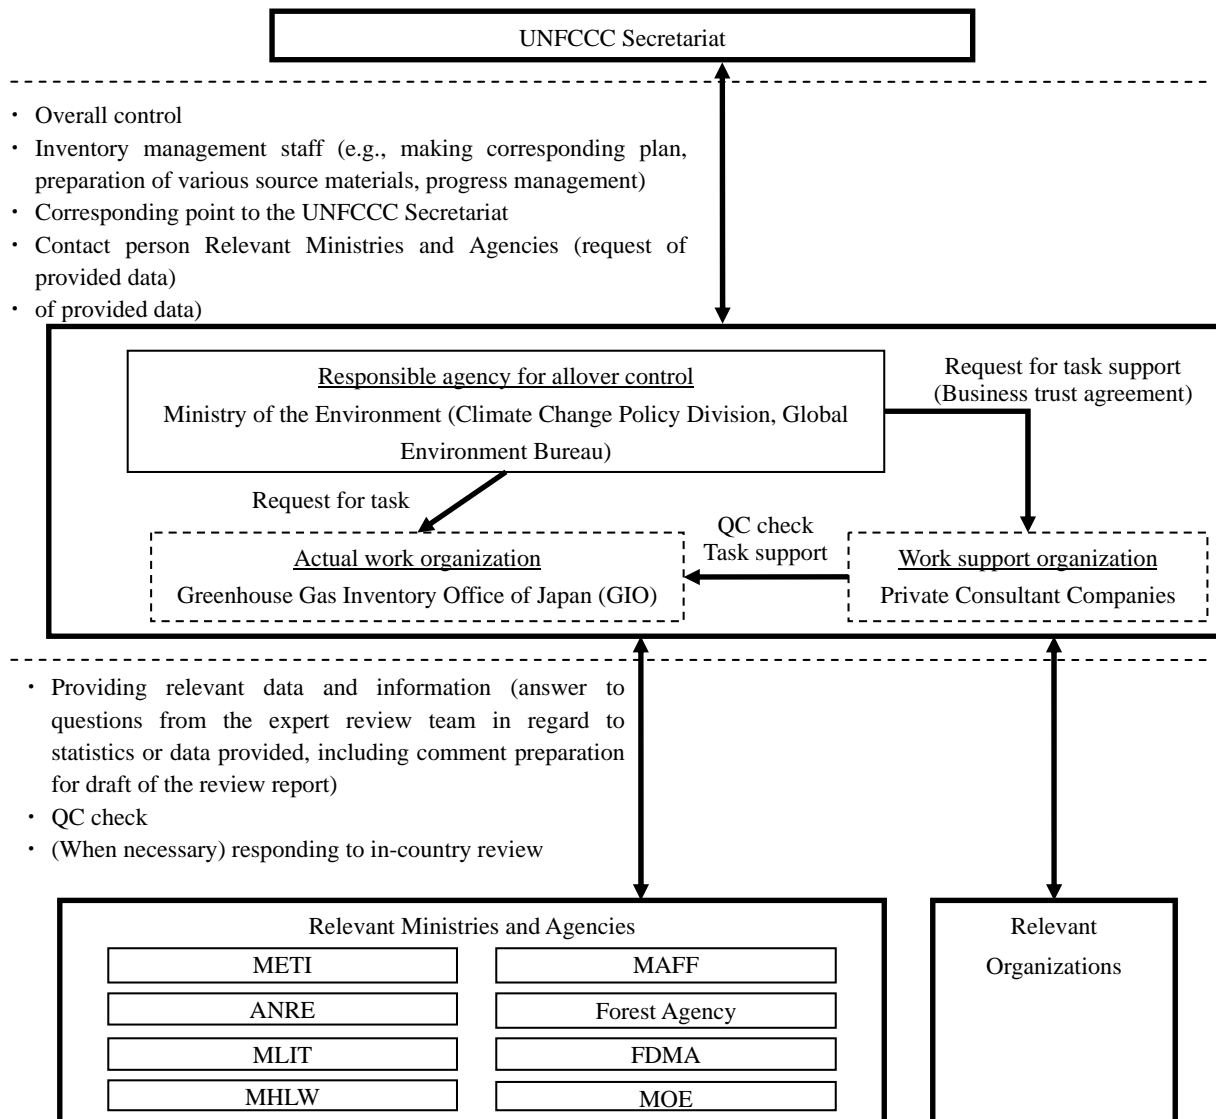 UNFCCC Secretariat
・ Overall control
・ Inventory management staff (e.g., making corresponding plan,
preparation of various source materials, progress management)
・ Corresponding point to the UNFCCC Secretariat
・ Contact person Relevant Ministries and Agencies (request of
provided data)
・ of provided data)
Responsible agency for allover control
Ministry of the Environment (Climate Change Policy Division, Global
Environment Bureau)
Request for task support
(Business trust agreement)
Request for task
QC check
Task support
Actual work organization
Greenhouse Gas Inventory Office of Japan (GIO)
Work support organization
Private Consultant Companies
・ Providing relevant data and information (answer to
questions from the expert review team in regard to
statistics or data provided, including comment preparation
for draft of the review report)
・ QC check
・ (When necessary) responding to in-country review
Relevant Ministries and Agencies
METI
MAFF
ANRE
Forest Agency
MLIT
FDMA
MHLW
MOE
Relevant
Organizations